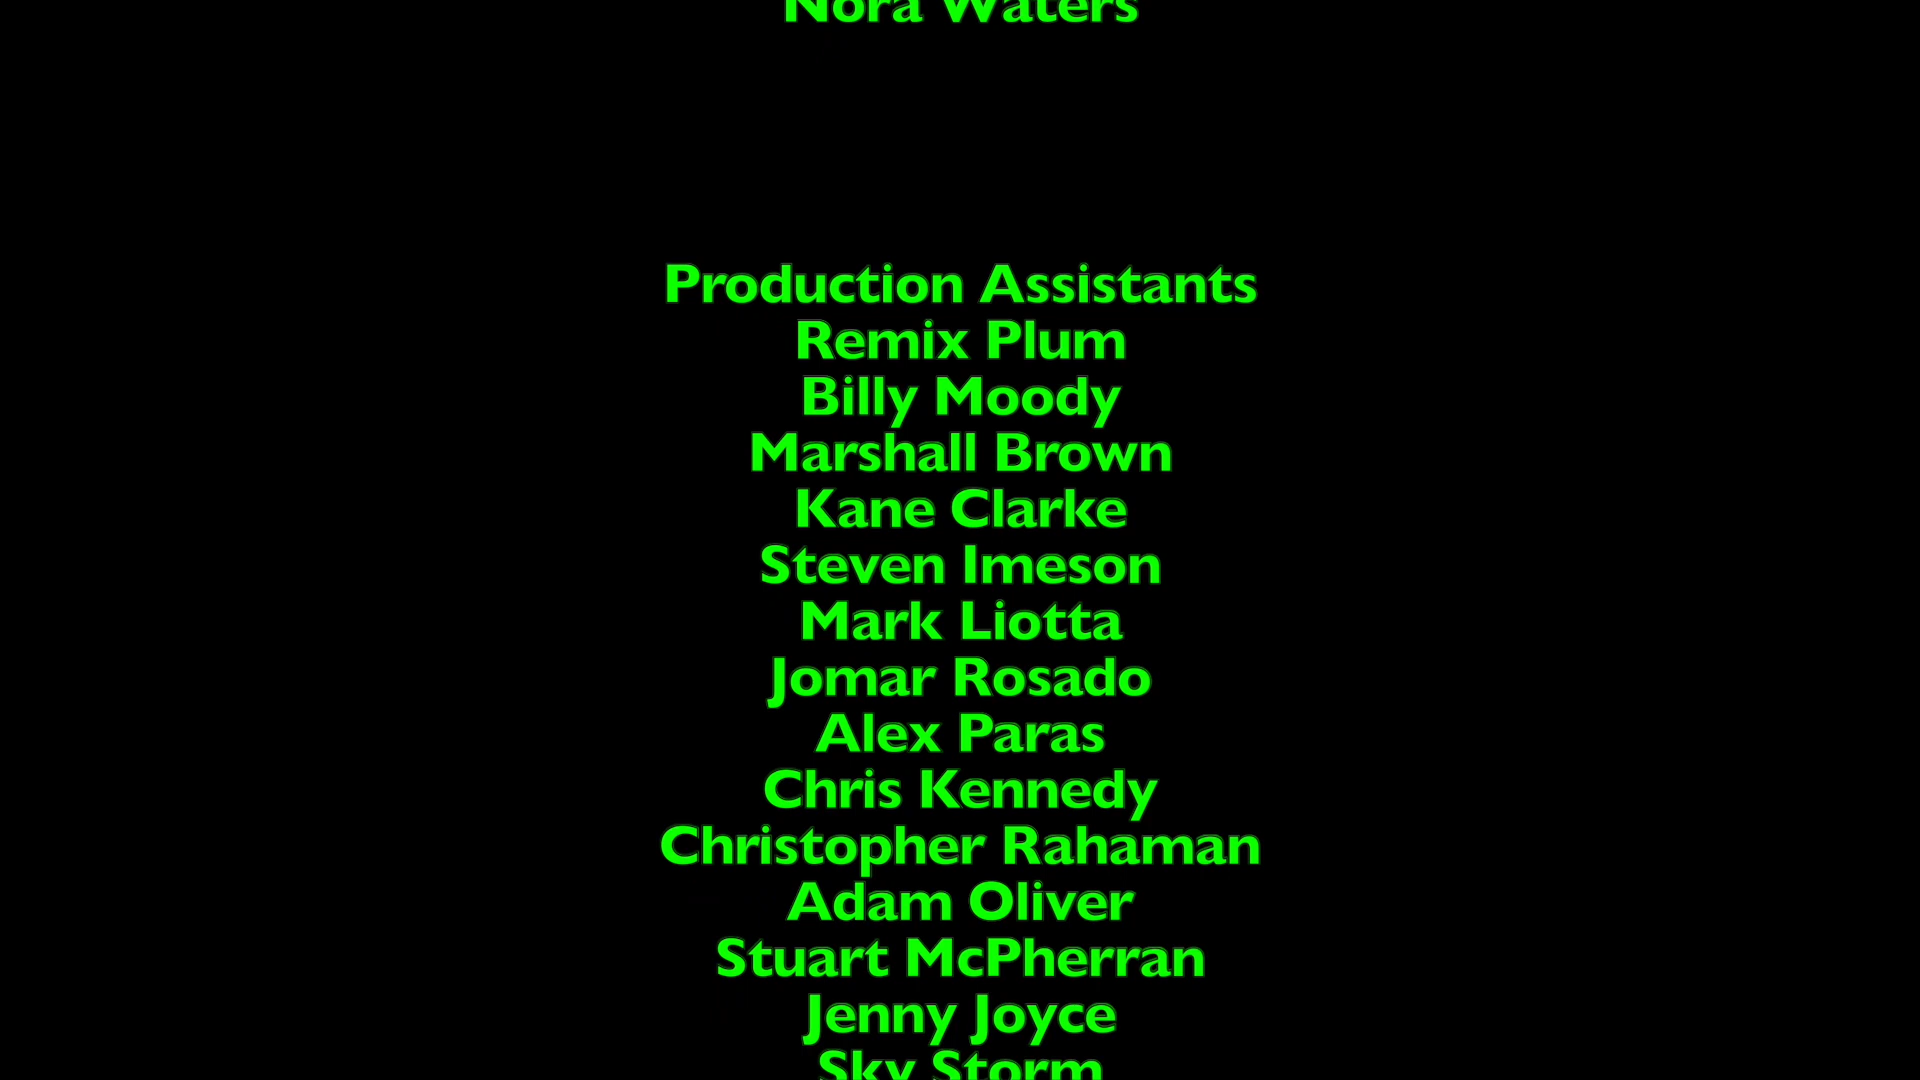 Nora Waters
Production Assistants
Remix Plum
Billy Moody
Marshall Brown
Kane Clarke
Steven Imeson
Mark Liotta
Jomar Rosado
Alex Paras
Chris Kennedy
Christopher Rahaman
Adam Oliver
Stuart McPherran
Jenny Joyce
Sky Storm